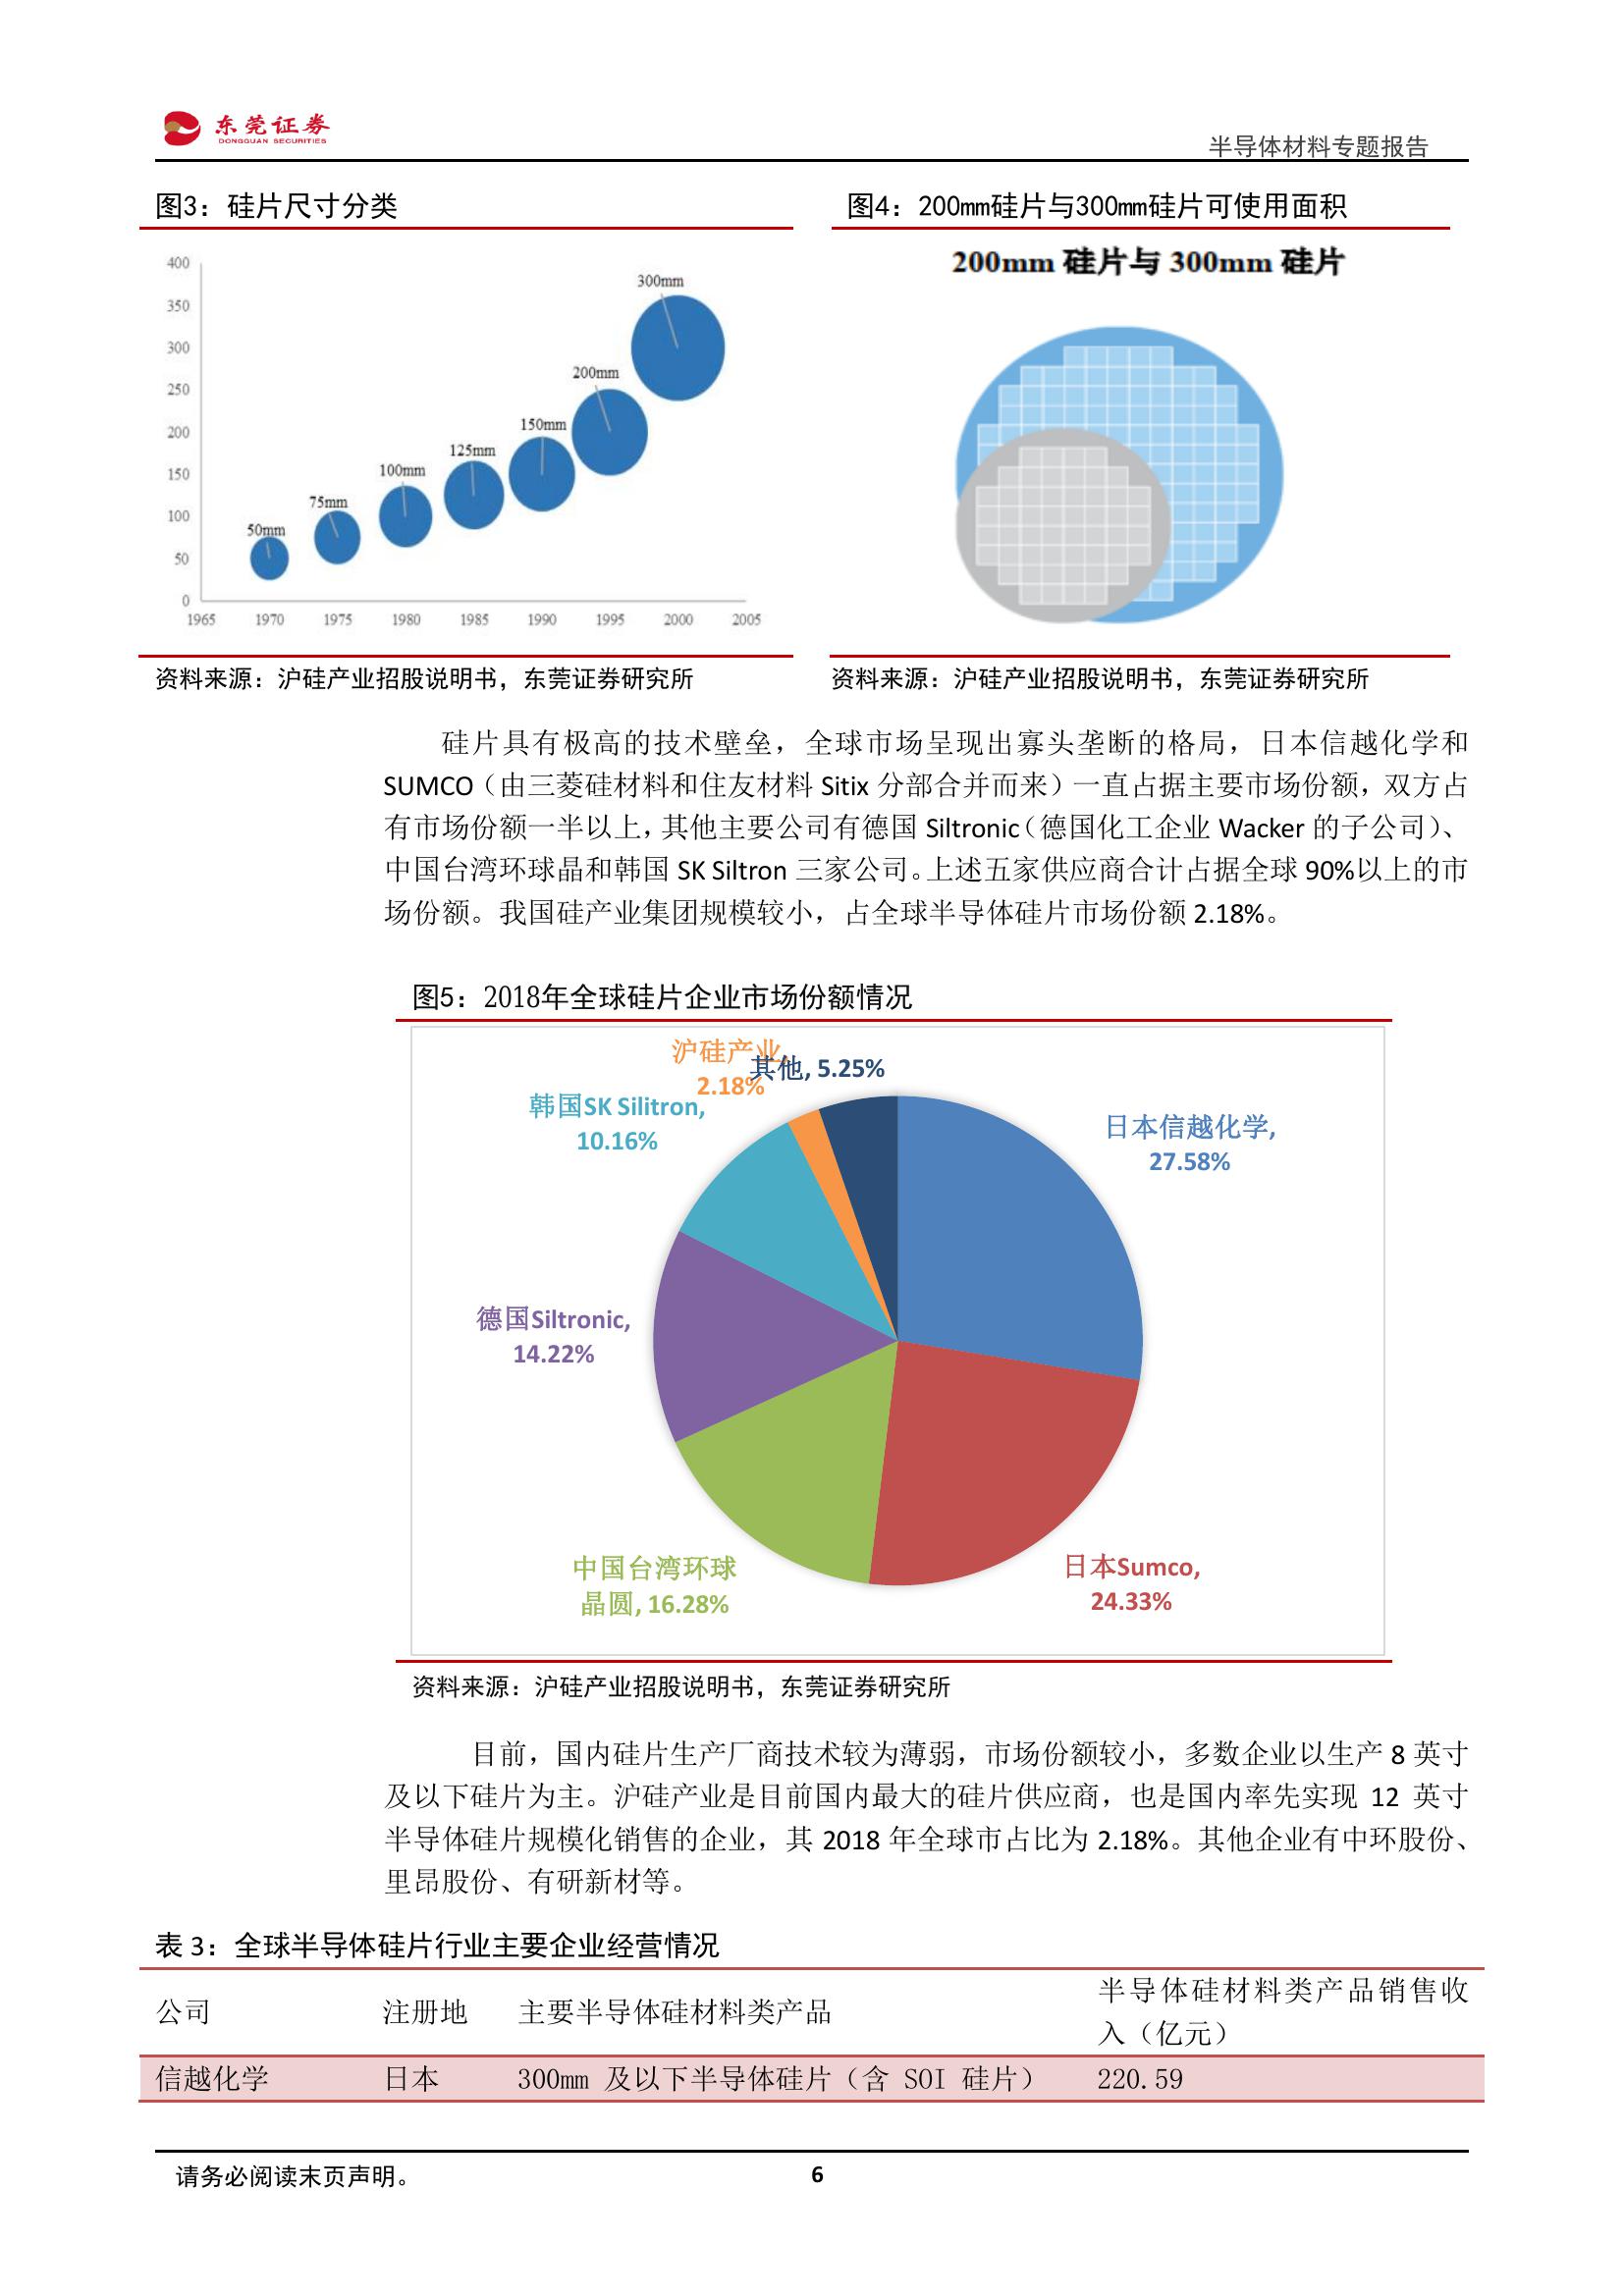 东莞证券
DONGGUAN SECURITIES
半导体材料专题报告
图3：硅片尺寸分类
400
350
300
250
200
150
100
50
0
1965 1970 1975 1980 1985 1990 1995 2000 2005
50mm
75mm
100mm
125mm
150mm
200mm
300mm
资料来源：沪硅产业招股说明书，东莞证券研究所
图4：200mm硅片与300mm硅片可使用面积
200mm 硅片与 300mm 硅片
资料来源：沪硅产业招股说明书，东莞证券研究所
硅片具有极高的技术壁垒，全球市场呈现出寡头垄断的格局，日本信越化学和
SUMCO（由三菱硅材料和住友材料 Sitix 分部合并而来）一直占据主要市场份额，双方占
有市场份额一半以上，其他主要公司有德国 Siltronic（德国化工企业 Wacker 的子公司）、
中国台湾环球晶和韩国 SK Siltron 三家公司。上述五家供应商合计占据全球 90%以上的市
场份额。我国硅产业集团规模较小，占全球半导体硅片市场份额 2.18%。
图5：2018年全球硅片企业市场份额情况
沪硅产业,
2.18%
其他, 5.25%
韩国SK Silitron,
10.16%
日本信越化学,
27.58%
德国Siltronic,
14.22%
中国台湾环球
晶圆, 16.28%
日本Sumco,
24.33%
资料来源：沪硅产业招股说明书，东莞证券研究所
目前，国内硅片生产厂商技术较为薄弱，市场份额较小，多数企业以生产 8 英寸
及以下硅片为主。沪硅产业是目前国内最大的硅片供应商，也是国内率先实现 12 英寸
半导体硅片规模化销售的企业，其 2018 年全球市占比为 2.18%。其他企业有中环股份、
里昂股份、有研新材等。
表 3：全球半导体硅片行业主要企业经营情况
公司 注册地 主要半导体硅材料类产品 半导体硅材料类产品销售收
入（亿元）
信越化学 日本 300mm 及以下半导体硅片（含 SOI 硅片） 220.59
请务必阅读末页声明。
6